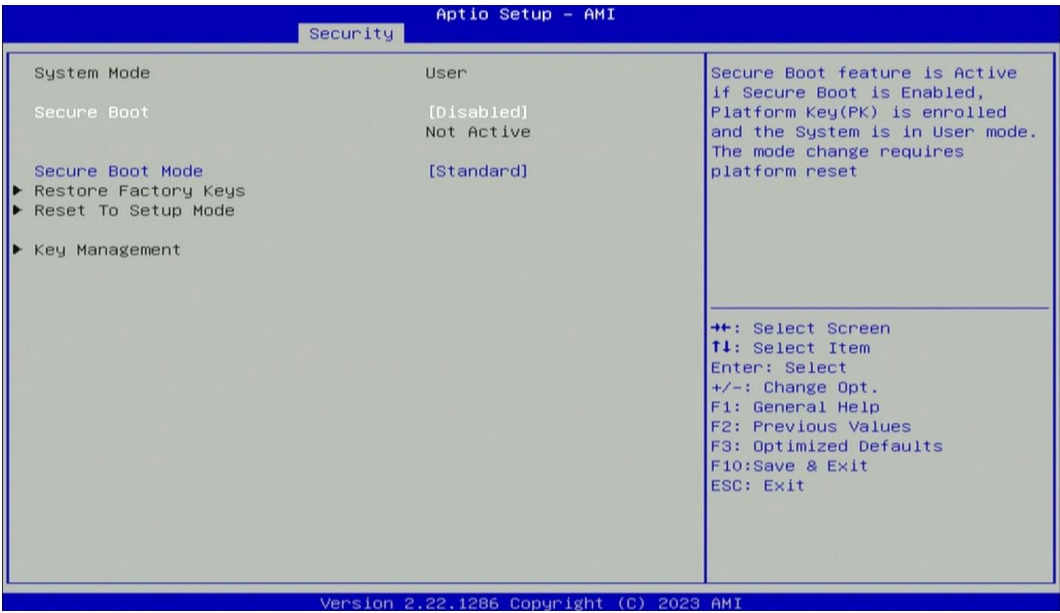 Aptio Setup – AMI
Security
System Mode User
Secure Boot [Disabled]
Not Active
Secure Boot Mode [Standard]
▶ Restore Factory Keys
▶ Reset To Setup Mode
▶ Key Management
Secure Boot feature is Active
if Secure Boot is Enabled,
Platform Key(PK) is enrolled
and the System is in User mode.
The mode change requires
platform reset
→←: Select Screen
↑↓: Select Item
Enter: Select
+/-: Change Opt.
F1: General Help
F2: Previous Values
F3: Optimized Defaults
F10:Save & Exit
ESC: Exit
Version 2.22.1286 Copyright (C) 2023 AMI